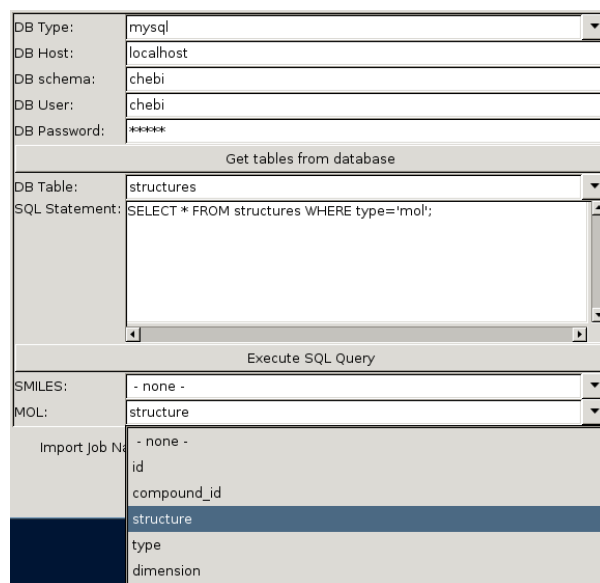 DB Type: mysql
DB Host: localhost
DB schema: chebi
DB User: chebi
DB Password: *****
Get tables from database
DB Table: structures
SQL Statement: SELECT * FROM structures WHERE type='mol';
Execute SQL Query
SMILES: - none -
MOL: structure
Import Job
- none -
id
compound_id
structure
type
dimension